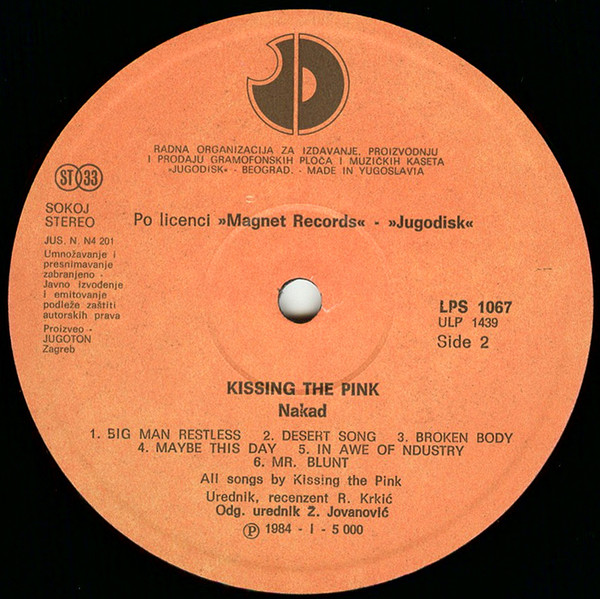 RADNA ORGANIZACIJA ZA IZDAVANJE, PROIZVODNJU
I PRODAJU GRAMOFONSKIH PLOČA I MUZIČKIH KASETA
»JUGODISK« - BEOGRAD. - MADE IN YUGOSLAVIA
ST 33
SOKOJ
STEREO
Po licenci »Magnet Records« - »Jugodisk«
JUS. N. N4 201
Umnožavanje i
presnimavanje
zabranjeno -
Javno izvođenje
i emitovanje
podleže zaštiti
autorskih prava
Proizveo -
JUGOTON
Zagreb
LPS 1067
ULP 1439
Side 2
KISSING THE PINK
Nakad
1. BIG MAN RESTLESS 2. DESERT SONG 3. BROKEN BODY
4. MAYBE THIS DAY 5. IN AWE OF NDUSTRY
6. MR. BLUNT
All songs by Kissing the Pink
Urednik, recenzent R. Krkić
Odg. urednik Ž. Jovanović
Ⓟ 1984 - I - 5 000